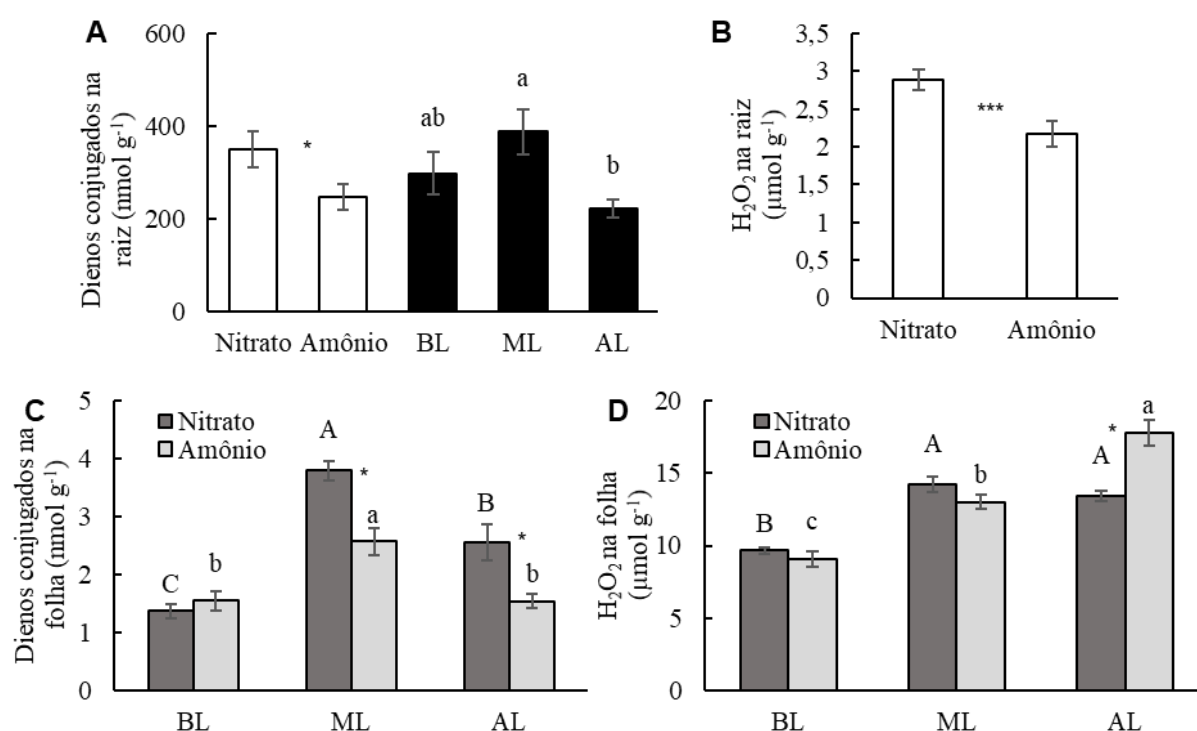 A
Dienos conjugados na
raiz (nmol g-1)
600
400
200
0
*
ab
a
b
Nitrato Amônio BL ML AL
B
H2O2 na raiz
(µmol g-1)
3,5
3
2,5
2
1,5
1
0,5
0
***
Nitrato Amônio
C
Dienos conjugados na
folha (nmol g-1)
5
4
3
2
1
0
Nitrato
Amônio
C
b
A
*
a
B
*
b
BL ML AL
D
H2O2 na folha
(µmol g-1)
20
15
10
5
0
Nitrato
Amônio
B
c
A
b
A
*
a
BL ML AL